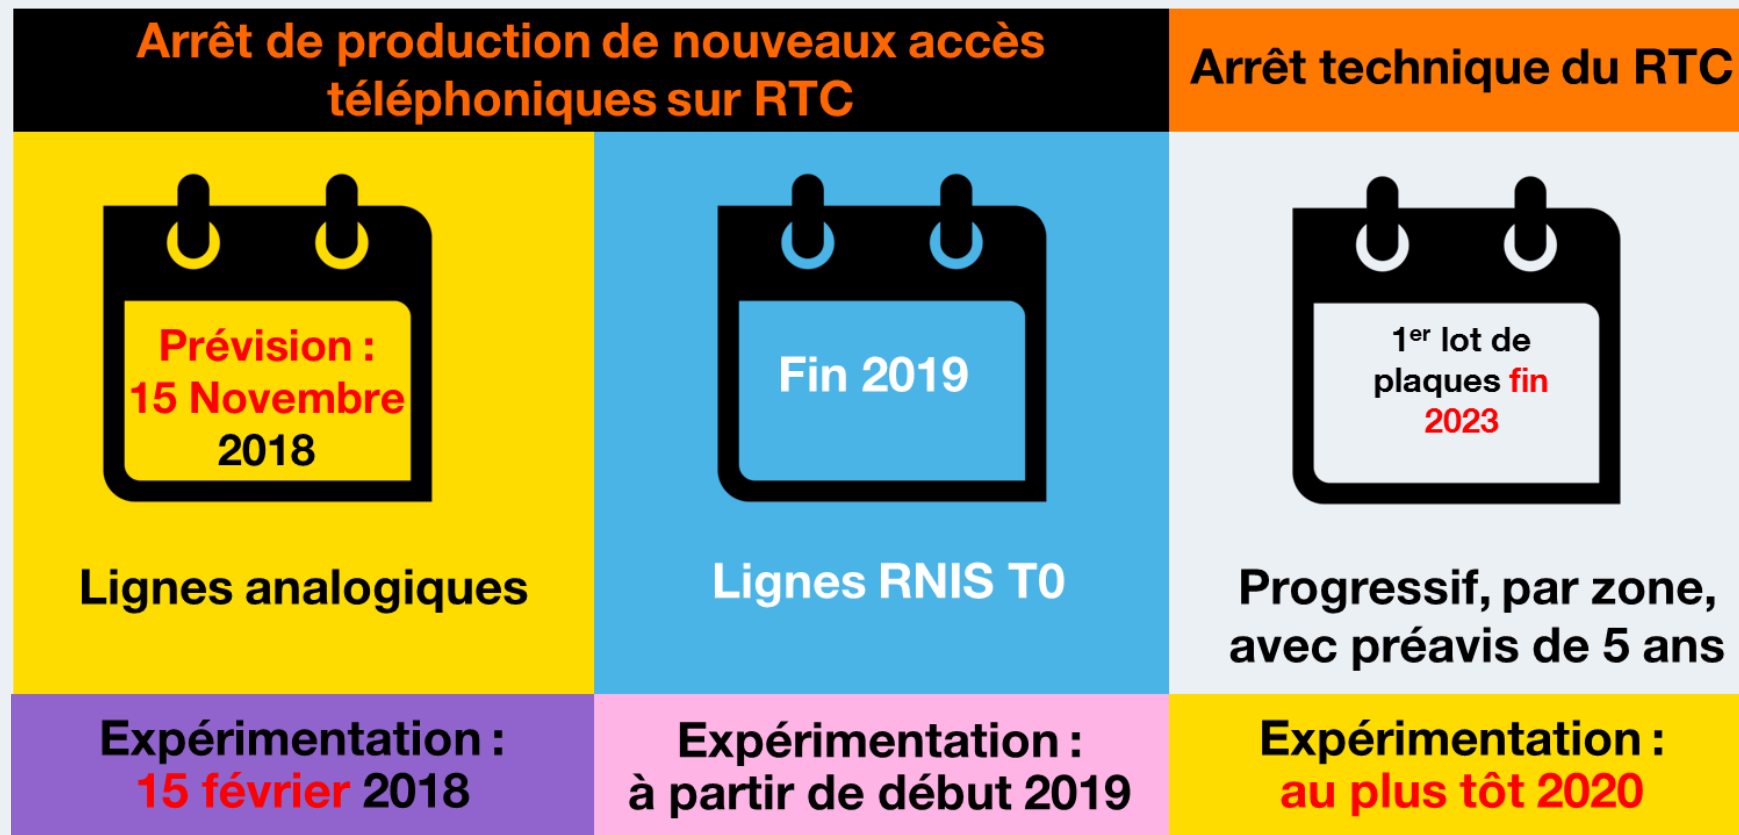 Arrêt de production de nouveaux accès
téléphoniques sur RTC
Arrêt technique du RTC
Prévision :
15 Novembre
2018
Lignes analogiques
Fin 2019
Lignes RNIS T0
1er lot de
plaques fin
2023
Progressif, par zone,
avec préavis de 5 ans
Expérimentation :
15 février 2018
Expérimentation :
à partir de début 2019
Expérimentation :
au plus tôt 2020